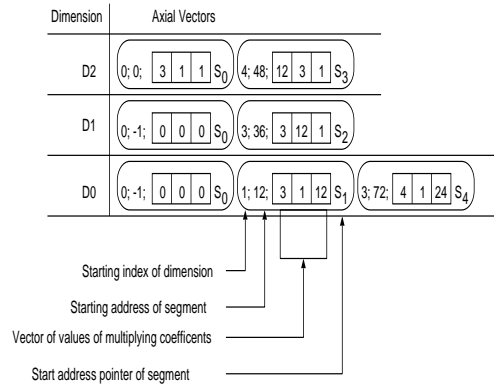 Dimension Axial Vectors
D2 0; 0; 3 1 1 S0 4; 48; 12 3 1 S3
D1 0; -1; 0 0 0 S0 3; 36; 3 12 1 S2
D0 0; -1; 0 0 0 S0 1; 12; 3 1 12 S1 3; 72; 4 1 24 S4
Starting index of dimension
Starting address of segment
Vector of values of multiplying coefficents
Start address pointer of segment